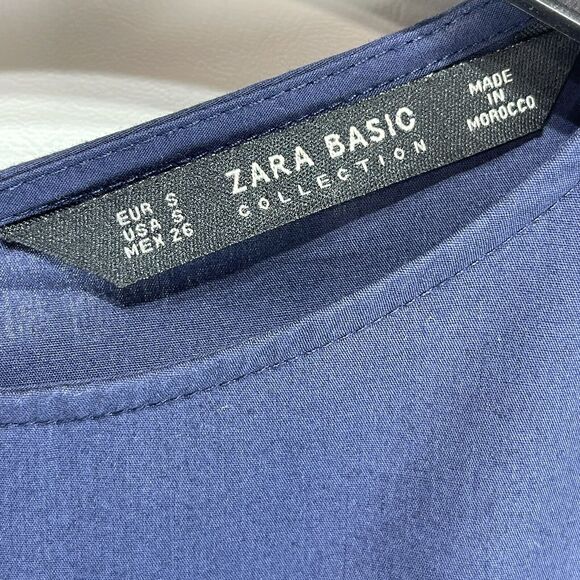 EUR S
USA S
MEX 26
ZARA BASIC
COLLECTION
MADE
IN
MOROCCO